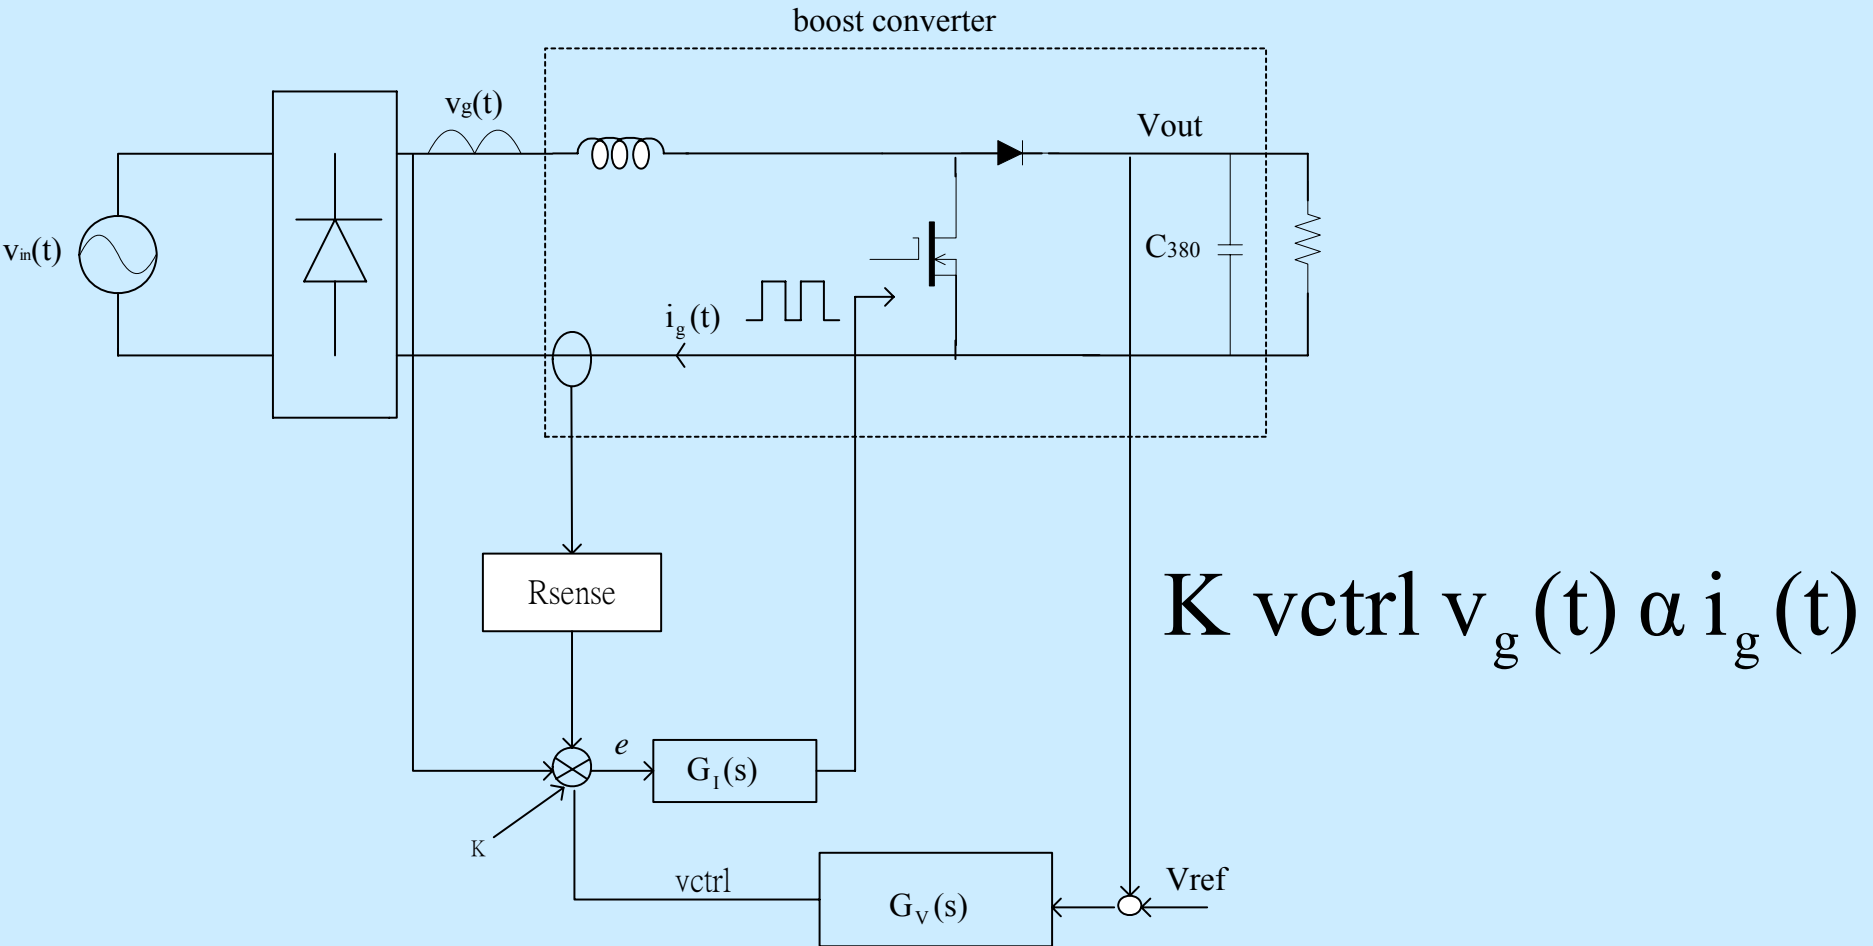 boost converter
vg(t)
Vout
vin(t)
C380
ig(t)
Rsense
K vctrl vg(t) α ig(t)
e
GI(s)
K
vctrl
GV(s)
Vref